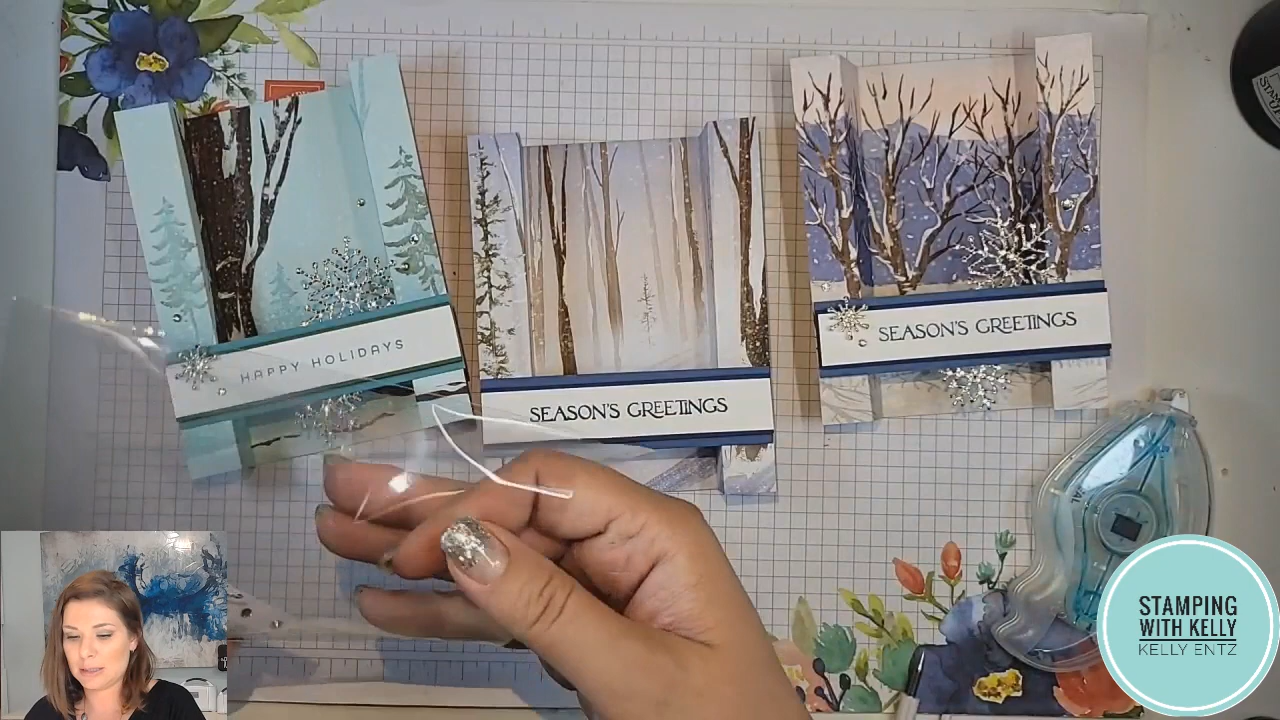 HAPPY HOLIDAYS
SEASON'S GREETINGS
SEASON'S GREETINGS
STAMPING
WITH KELLY
KELLY ENTZ